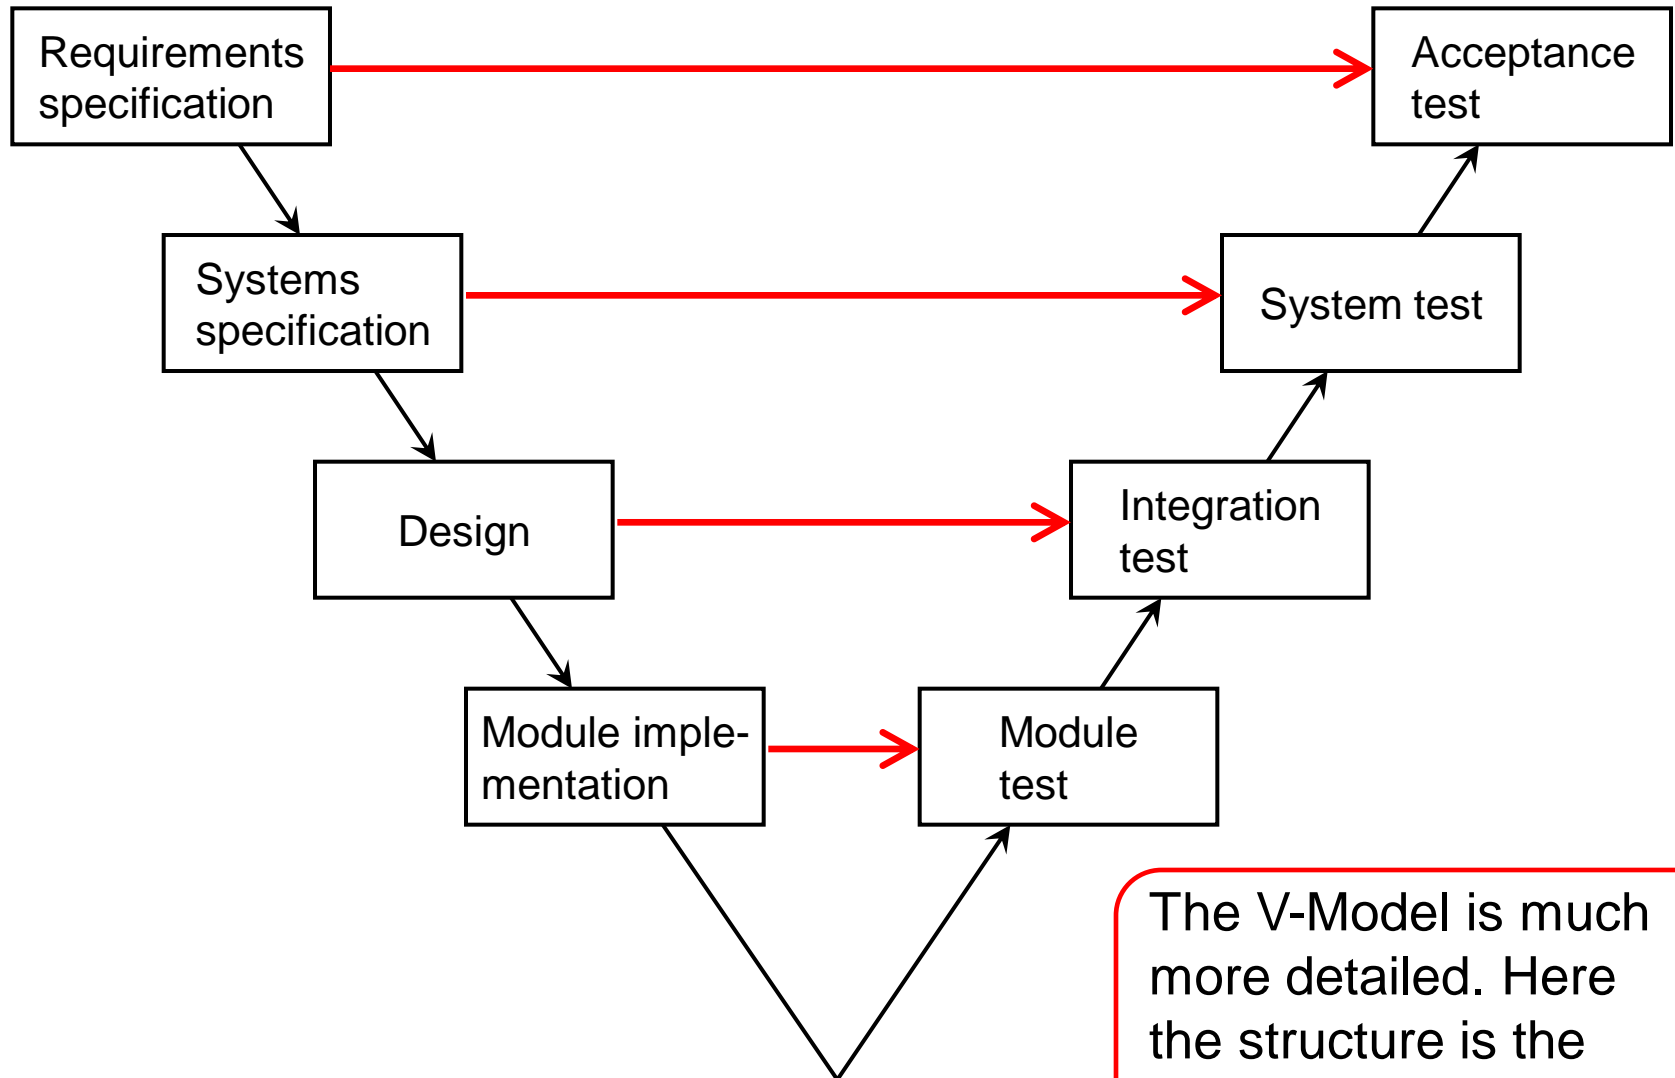 Requirements
specification
Acceptance
test
Systems
specification
System test
Design
Integration
test
Module imple-
mentation
Module
test
The V-Model is much
more detailed. Here
the structure is the